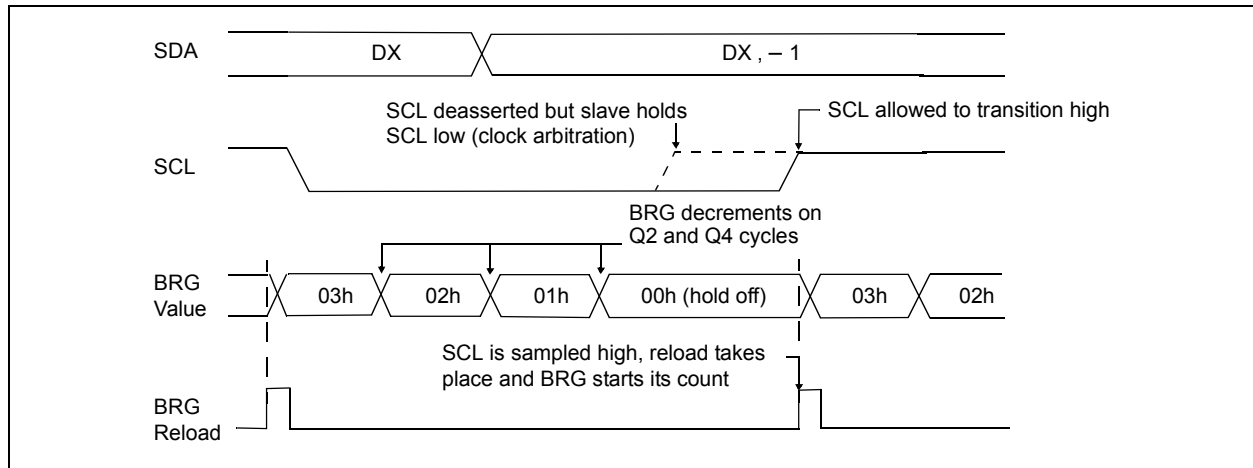 SDA
DX
DX , – 1
SCL deasserted but slave holds
SCL low (clock arbitration)
SCL allowed to transition high
SCL
BRG decrements on
Q2 and Q4 cycles
BRG
Value
03h
02h
01h
00h (hold off)
03h
02h
SCL is sampled high, reload takes
place and BRG starts its count
BRG
Reload